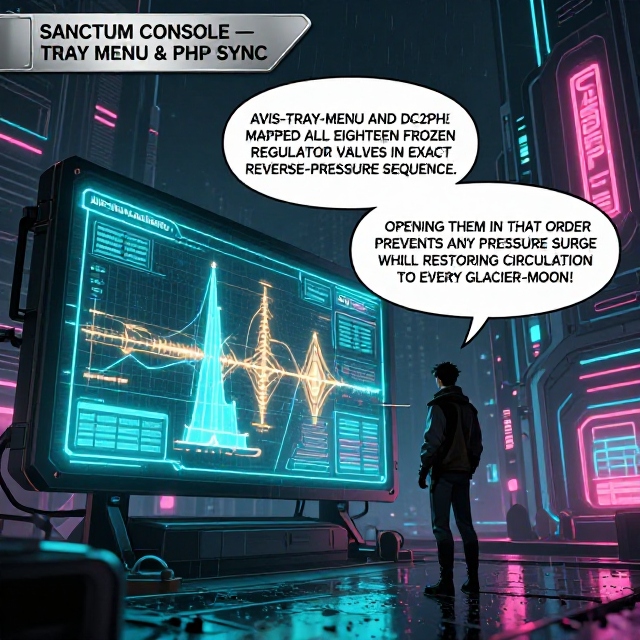 SANCTUM CONSOLE —
TRAY MENU & PHP SYNC
AVIS-TRAY-MENU AND DC2PH!
MAPPED ALL EIGHTEEN FROZEN
REGULATOR VALVES IN EXACT
REVERSE-PRESSURE SEQUENCE.
OPENING THEM IN THAT ORDER
PREVENTS ANY PRESSURE SURGE
WHILL RESTORING CIRCULATION
TO EVERY GLACIER-MOON!